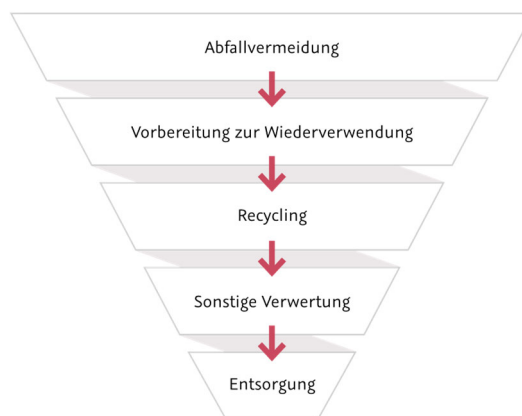 Abfallvermeidung
Vorbereitung zur Wiederverwendung
Recycling
Sonstige Verwertung
Entsorgung